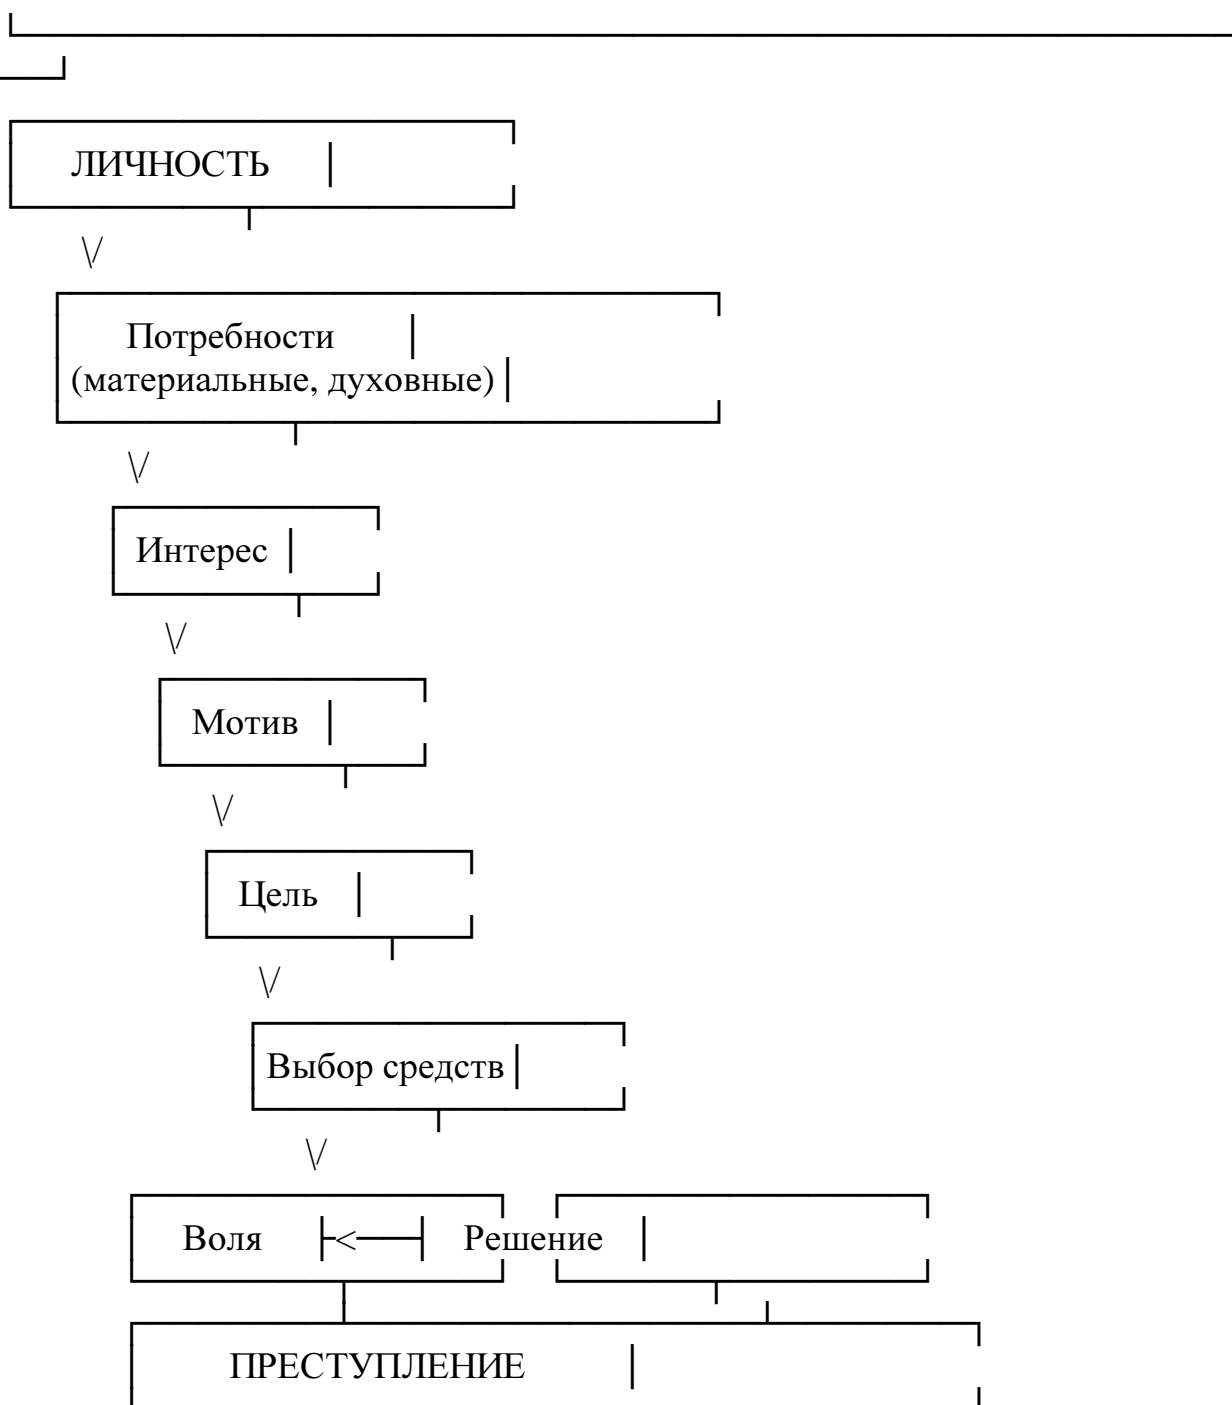 ЛИЧНОСТЬ
Потребности
(материальные, духовные)
Интерес
Мотив
Цель
Выбор средств
Воля < Решение
ПРЕСТУПЛЕНИЕ